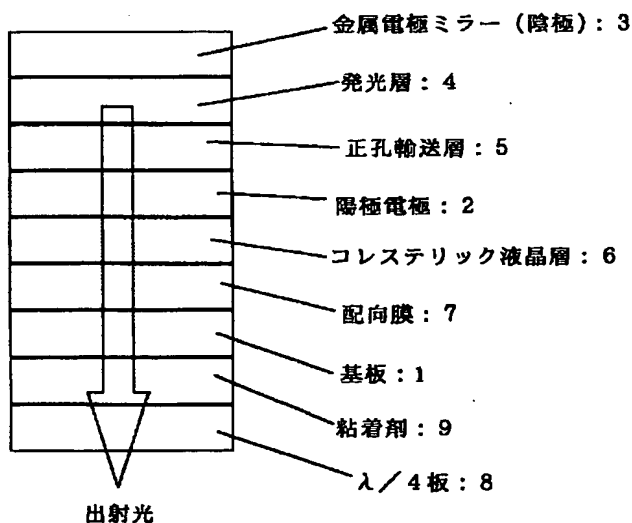 金属電極ミラー（陰極）：3
発光層：4
正孔輸送層：5
陽極電極：2
コレステリック液晶層：6
配向膜：7
基板：1
粘着剤：9
λ／4板：8
出射光